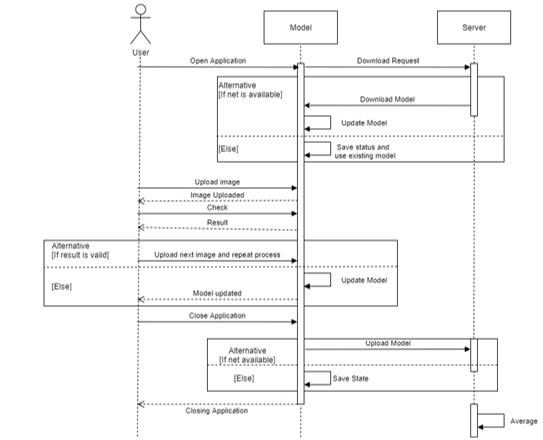 Model
Server
User
Open Application
Download Request
Alternative
[If net is available]
Download Model
Update Model
[Else]
Save status and
use existing model
Upload image
Image Uploaded
Check
Result
Alternative
[If result is valid]
Upload next image and repeat process
[Else]
Update Model
Model updated
Close Application
Upload Model
Alternative
[If net available]
[Else]
Save State
Closing Application
Average